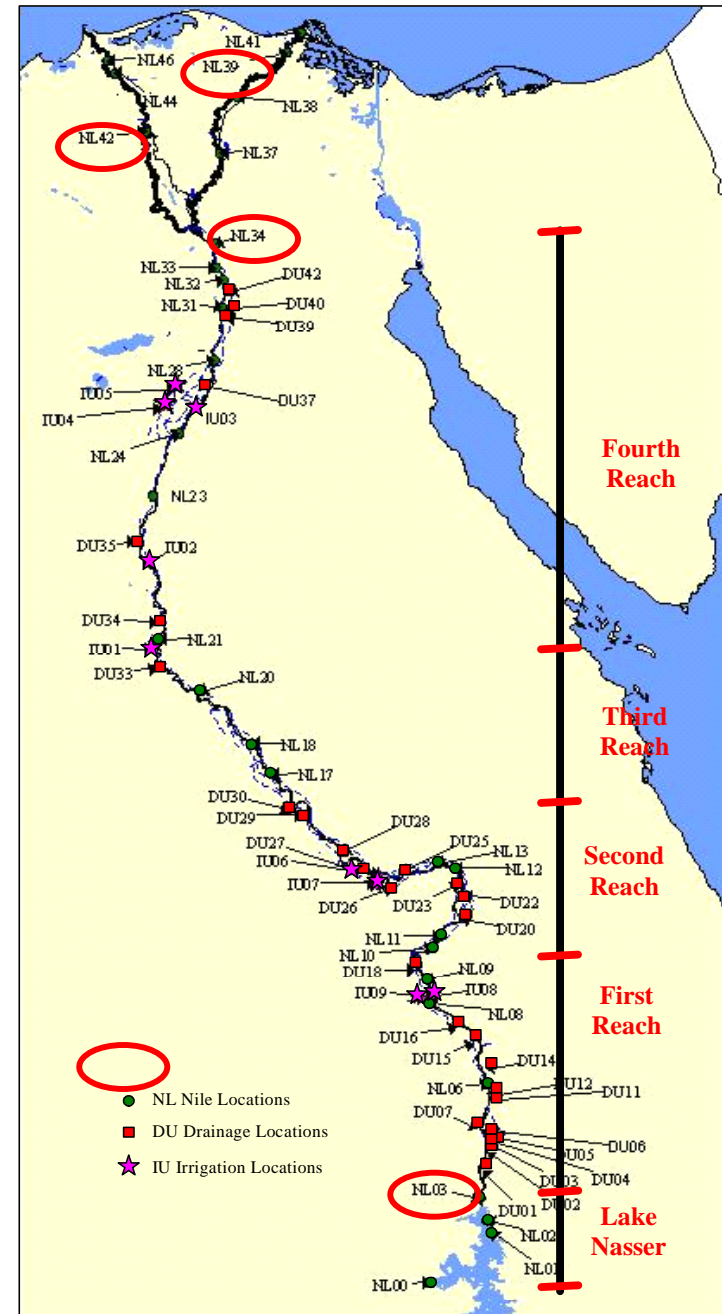 NL41
NL46
NL39
NL44
NL38
NL42
NL37
NL34
NL33
DU42
NL32
NL31
DU40
DU39
NL28
IU05
DU37
IU04
IU03
NL24
Fourth
Reach
NL23
DU35
IU02
DU34
NL21
IU01
DU33
NL20
Third
Reach
NL18
NL17
DU30
DU29
DU28
DU27
DU25
IU06
NL13
NL12
Second
Reach
IU07
DU26
DU23
DU22
DU20
NL11
NL10
DU18
NL09
IU09
IU08
NL08
First
Reach
DU16
DU15
DU14
NL06
DU12
DU11
NL Nile Locations
DU07
DU Drainage Locations
DU06
DU05
IU Irrigation Locations
DU04
DU03
NL03
DU02
DU01
Lake
Nasser
NL02
NL01
NL00